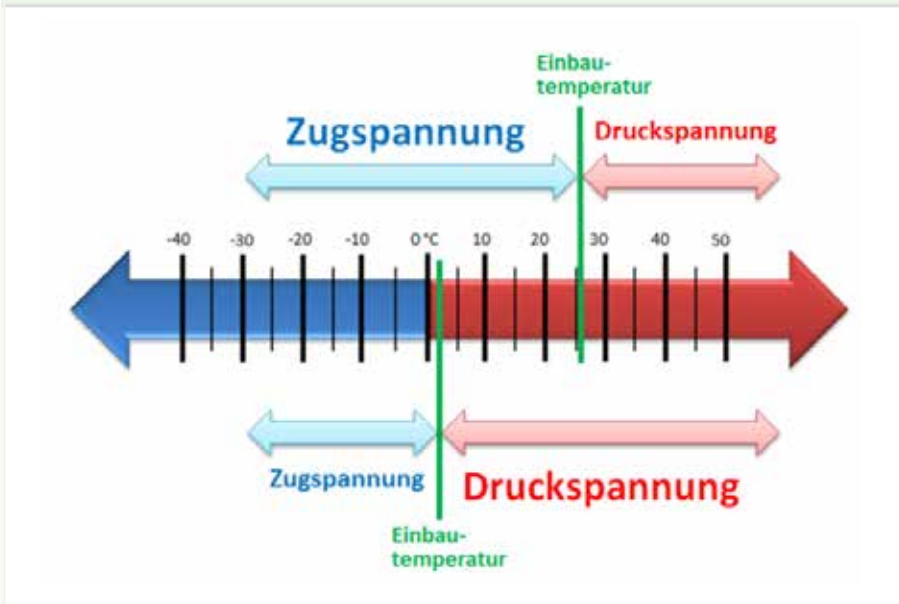 Einbau-
temperatur
Zugspannung
Druckspannung
-40 -30 -20 -10 0 °C 10 20 30 40 50
Zugspannung
Druckspannung
Einbau-
temperatur